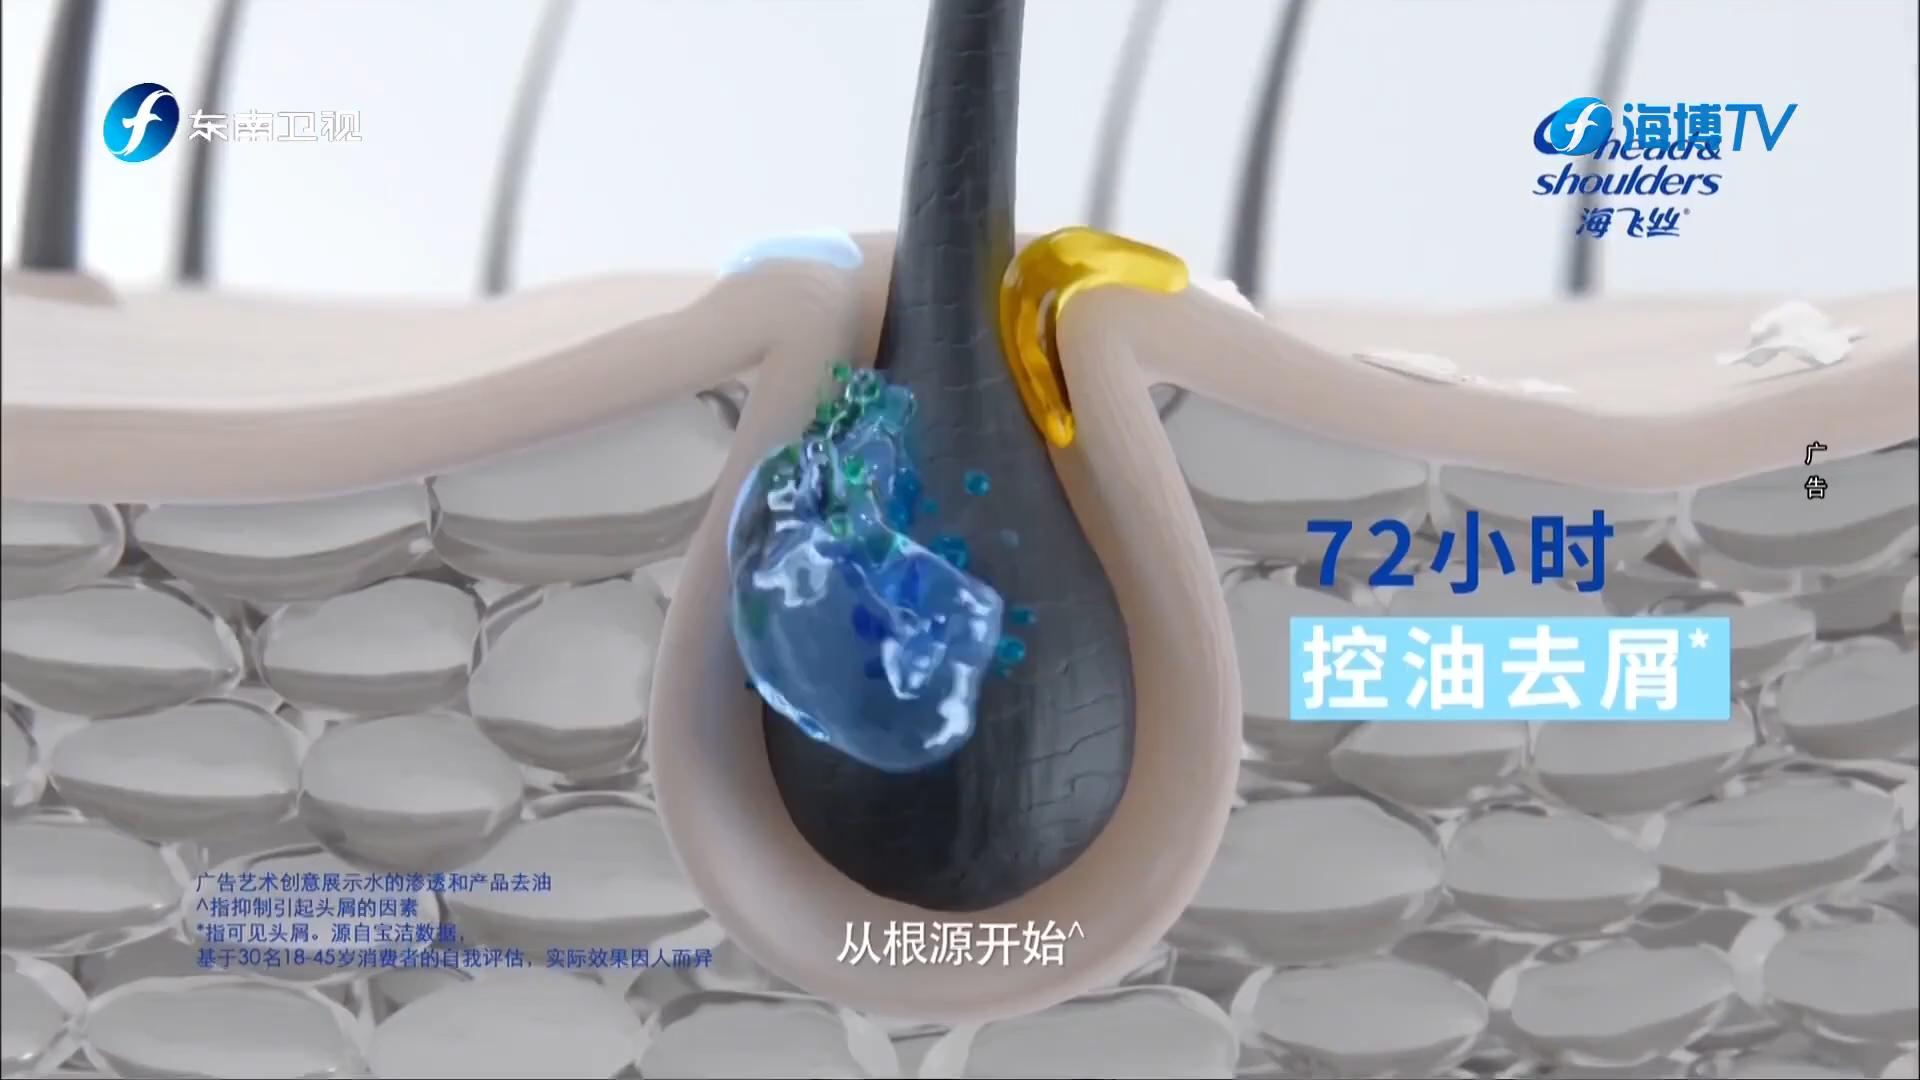 东南卫视
海博TV
head&
shoulders
海飞丝®
广告
72小时
控油去屑*
广告艺术创意展示水的渗透和产品去油
^指抑制引起头屑的因素
*指可见头屑。源自宝洁数据，
基于30名18-45岁消费者的自我评估，实际效果因人而异
从根源开始^